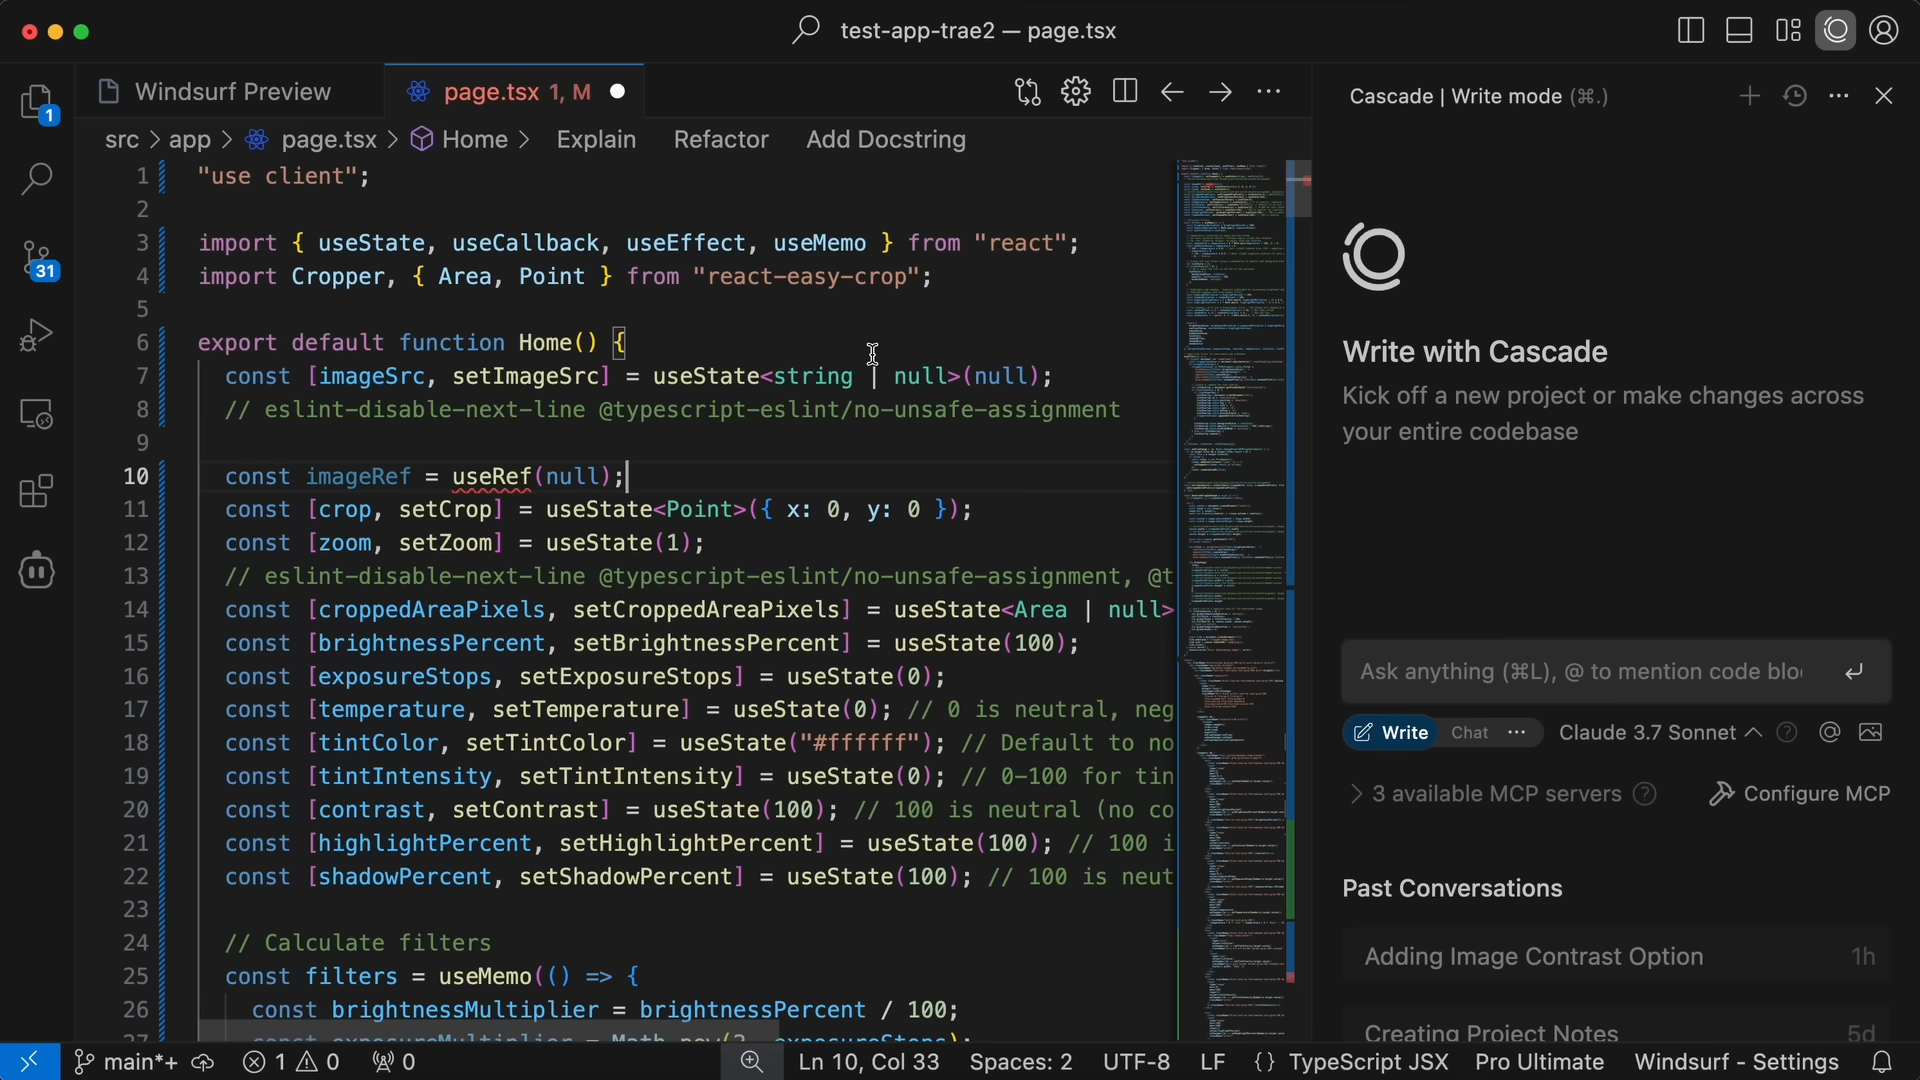 test-app-trae2 — page.tsx
Windsurf Preview
page.tsx 1, M
Cascade | Write mode (⌘.)
1
31
src > app > page.tsx > Home > Explain Refactor Add Docstring
1 "use client";
2
3 import { useState, useCallback, useEffect, useMemo } from "react";
4 import Cropper, { Area, Point } from "react-easy-crop";
5
6 export default function Home() {
7 const [imageSrc, setImageSrc] = useState<string | null>(null);
8 // eslint-disable-next-line @typescript-eslint/no-unsafe-assignment
9
10 const imageRef = useRef(null);
11 const [crop, setCrop] = useState<Point>({ x: 0, y: 0 });
12 const [zoom, setZoom] = useState(1);
13 // eslint-disable-next-line @typescript-eslint/no-unsafe-assignment, @t
14 const [croppedAreaPixels, setCroppedAreaPixels] = useState<Area | null>
15 const [brightnessPercent, setBrightnessPercent] = useState(100);
16 const [exposureStops, setExposureStops] = useState(0);
17 const [temperature, setTemperature] = useState(0); // 0 is neutral, neg
18 const [tintColor, setTintColor] = useState("#ffffff"); // Default to no
19 const [tintIntensity, setTintIntensity] = useState(0); // 0-100 for tin
20 const [contrast, setContrast] = useState(100); // 100 is neutral (no co
21 const [highlightPercent, setHighlightPercent] = useState(100); // 100 i
22 const [shadowPercent, setShadowPercent] = useState(100); // 100 is neut
23
24 // Calculate filters
25 const filters = useMemo(() => {
26 const brightnessMultiplier = brightnessPercent / 100;
27 const exposureMultiplier = Math.pow(2, exposureStops);
Write with Cascade
Kick off a new project or make changes across
your entire codebase
Ask anything (⌘L), @ to mention code blo
Write Chat ··· Claude 3.7 Sonnet
> 3 available MCP servers Configure MCP
Past Conversations
Adding Image Contrast Option 1h
Creating Project Notes 5d
main*+ 1 0 0 Ln 10, Col 33 Spaces: 2 UTF-8 LF {} TypeScript JSX Pro Ultimate Windsurf - Settings